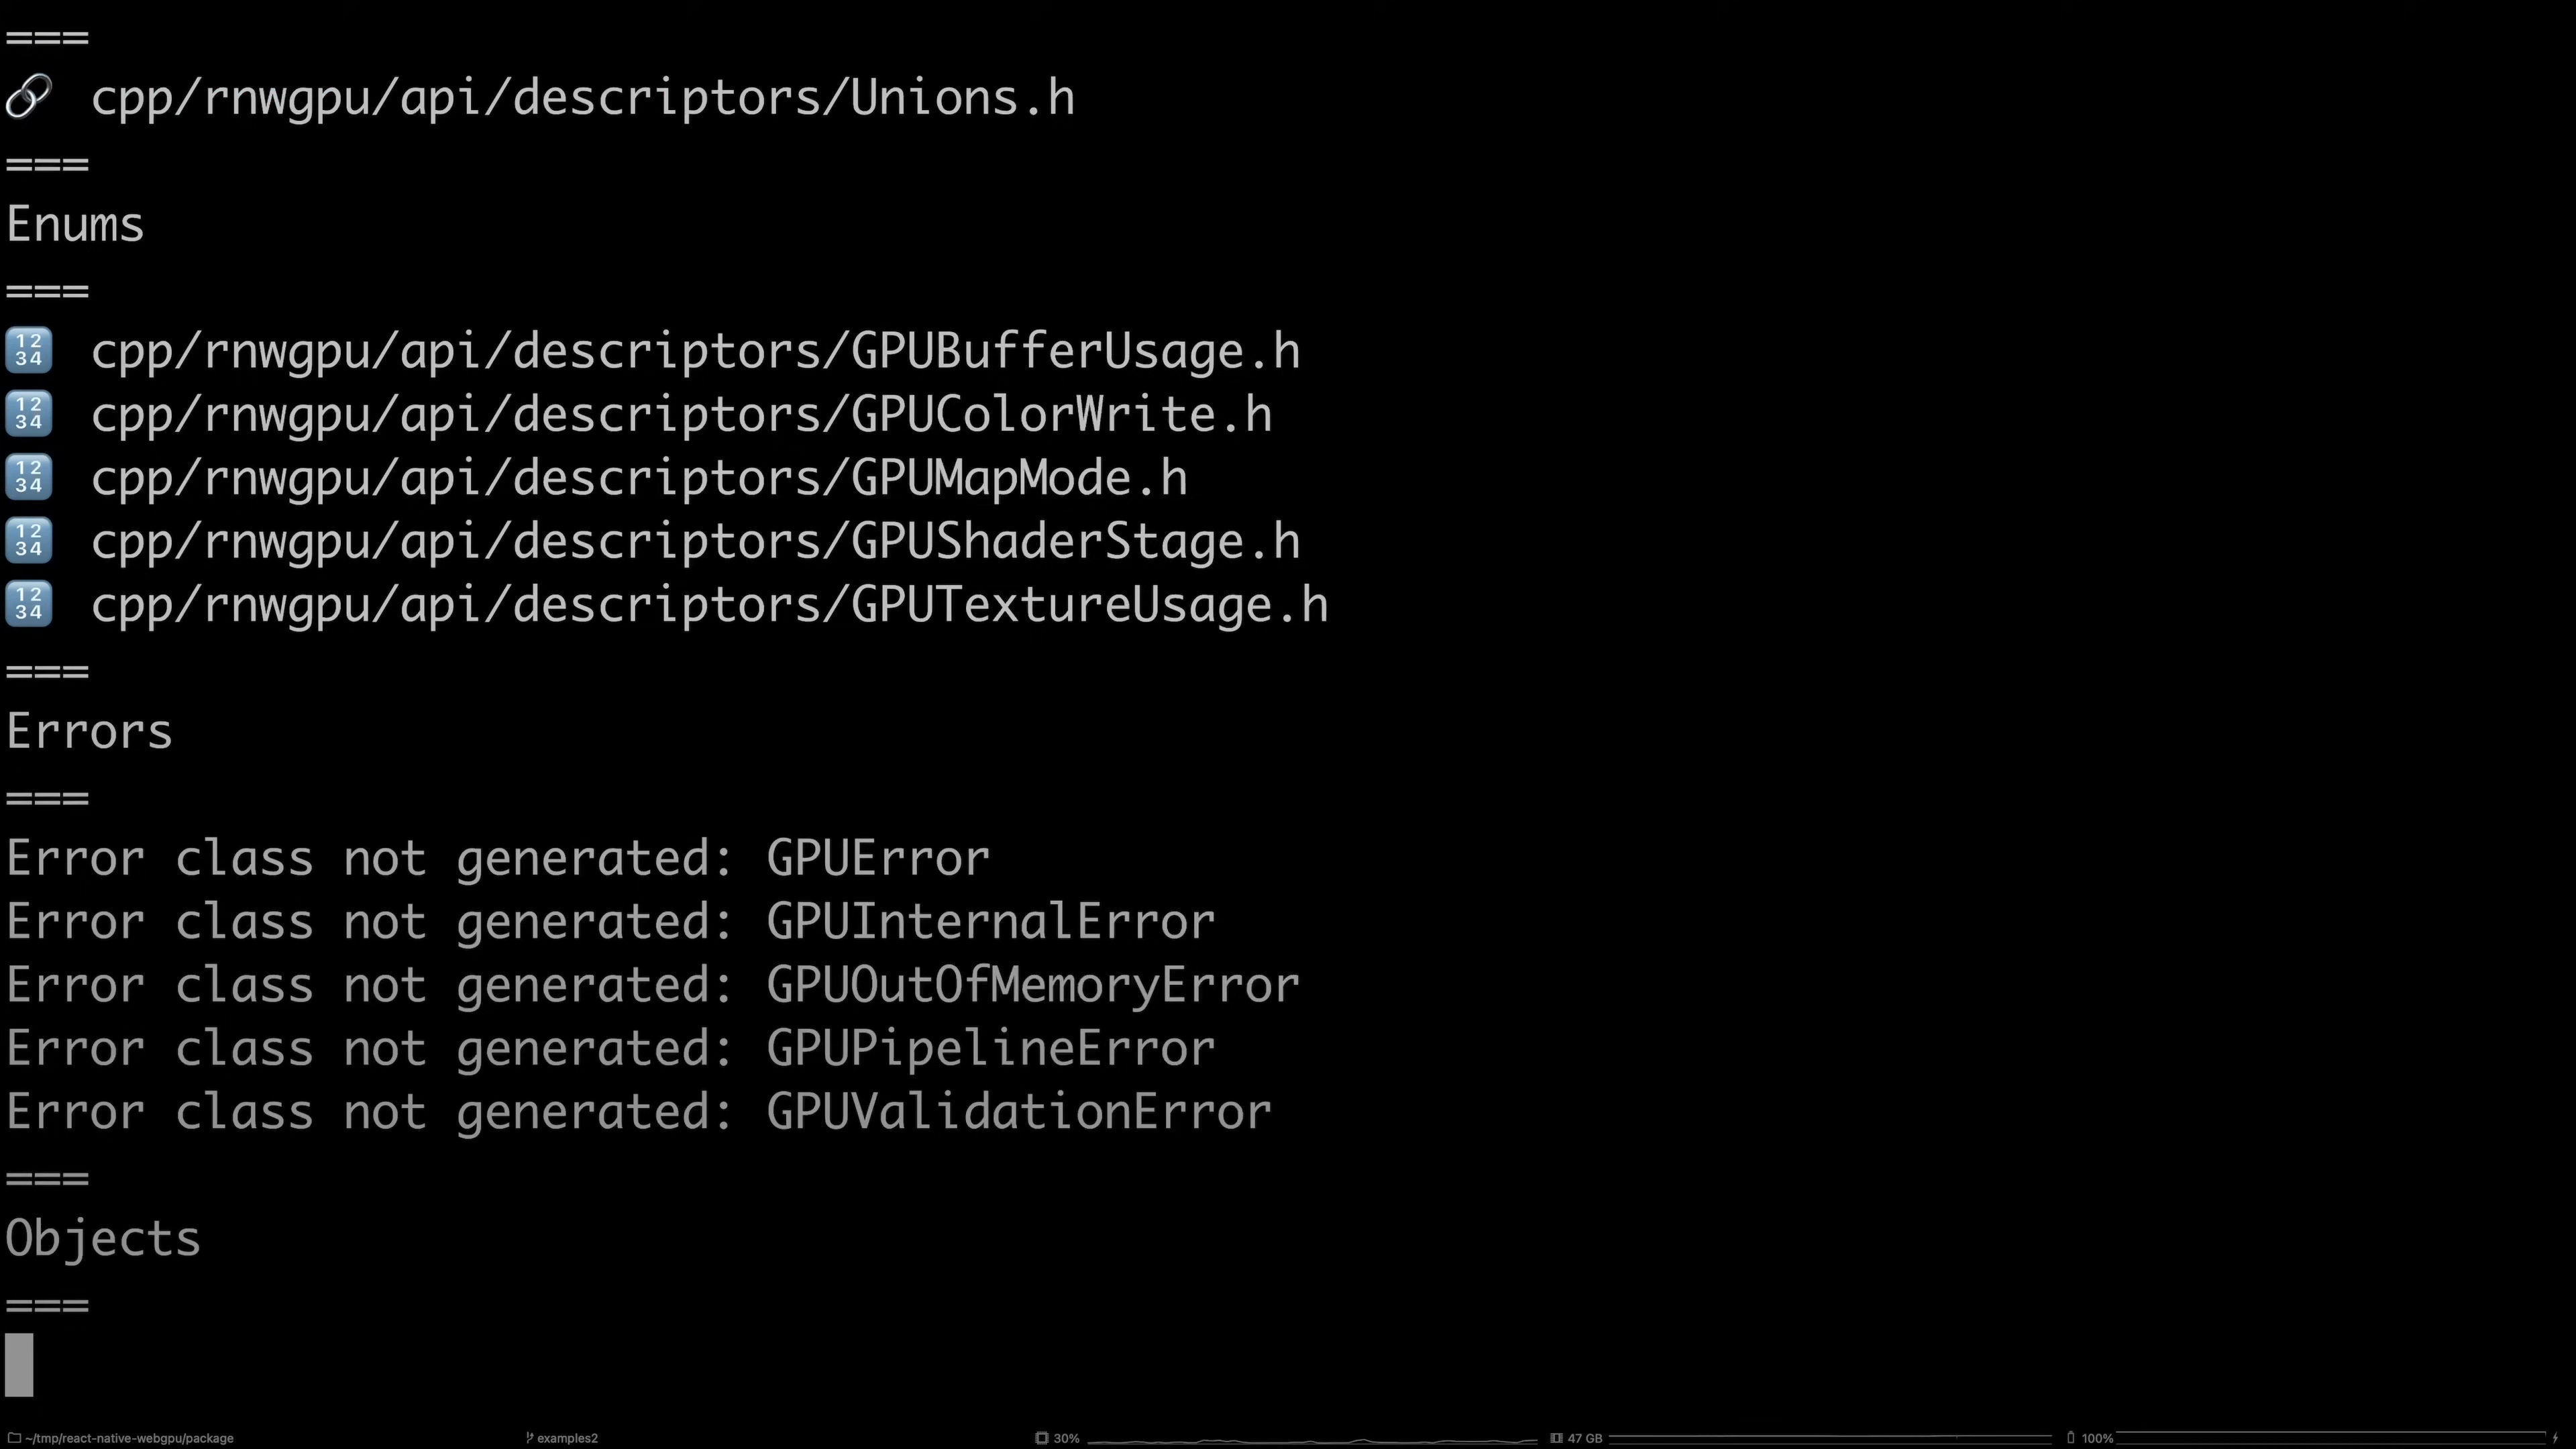 ===
🔗 cpp/rnwgpu/api/descriptors/Unions.h
===
Enums
===
🔢 cpp/rnwgpu/api/descriptors/GPUBufferUsage.h
🔢 cpp/rnwgpu/api/descriptors/GPUColorWrite.h
🔢 cpp/rnwgpu/api/descriptors/GPUMapMode.h
🔢 cpp/rnwgpu/api/descriptors/GPUShaderStage.h
🔢 cpp/rnwgpu/api/descriptors/GPUTextureUsage.h
===
Errors
===
Error class not generated: GPUError
Error class not generated: GPUInternalError
Error class not generated: GPUOutOfMemoryError
Error class not generated: GPUPipelineError
Error class not generated: GPUValidationError
===
Objects
===
~/tmp/react-native-webgpu/package examples2 30% 47 GB 100%